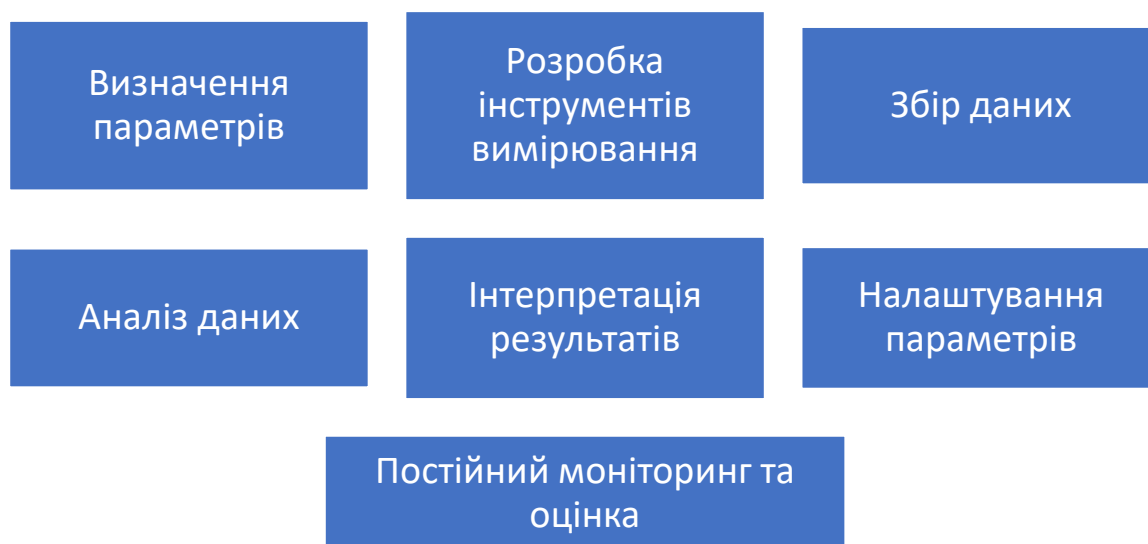 Визначення
параметрів
Розробка
інструментів
вимірювання
Збір даних
Аналіз даних
Інтерпретація
результатів
Налаштування
параметрів
Постійний моніторинг та
оцінка